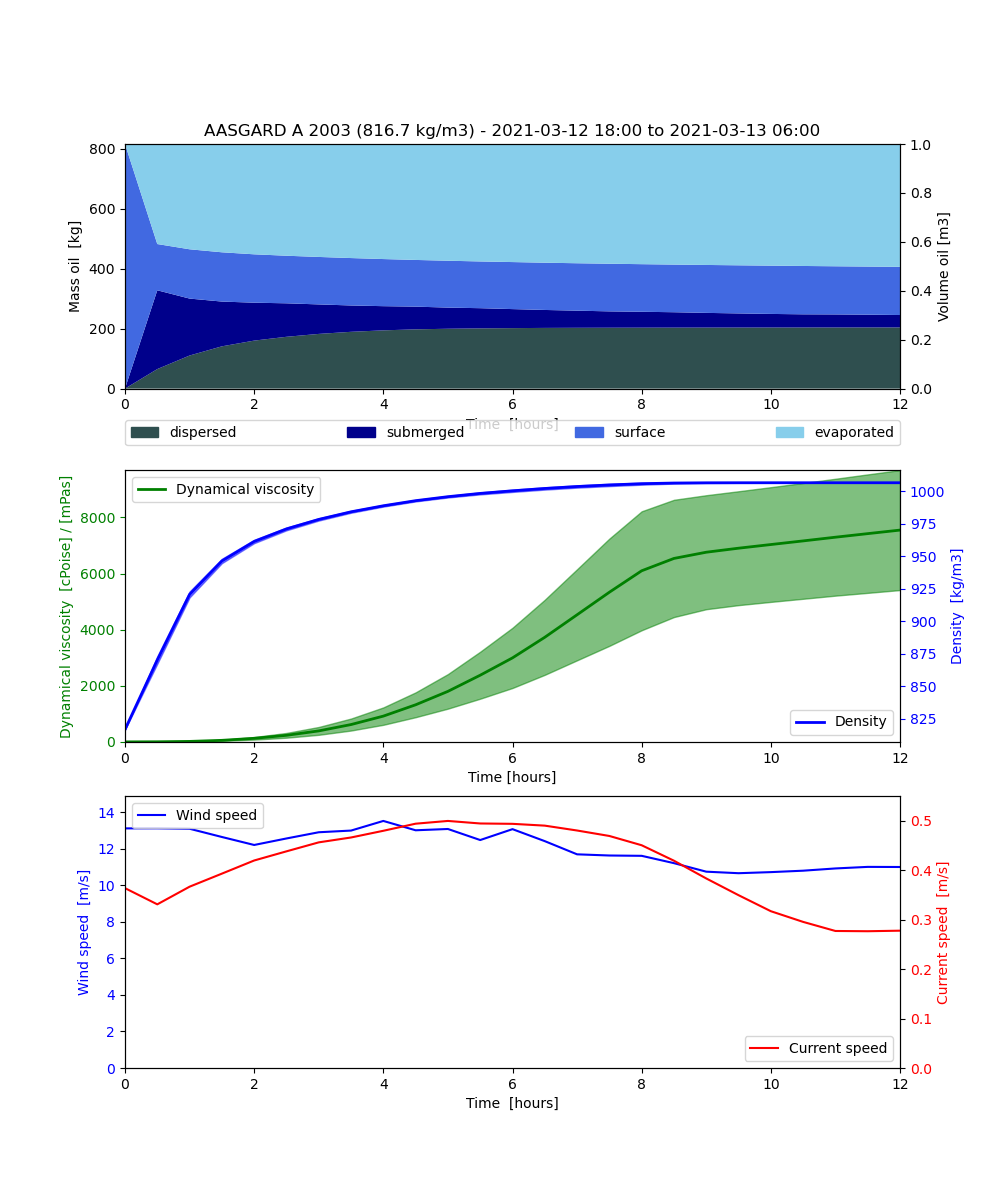 AASGARD A 2003 (816.7 kg/m3) - 2021-03-12 18:00 to 2021-03-13 06:00
Mass oil  [kg]
800
600
400
200
0
Volume oil [m3]
1.0
0.8
0.6
0.4
0.2
0.0
0 2 4 6 8 10 12
Time  [hours]
dispersed submerged surface evaporated
Dynamical viscosity  [cPoise] / [mPas]
8000
6000
4000
2000
0
Dynamical viscosity
Density  [kg/m3]
1000
975
950
925
900
875
850
825
Density
0 2 4 6 8 10 12
Time [hours]
Wind speed  [m/s]
14
12
10
8
6
4
2
0
Wind speed
Current speed  [m/s]
0.5
0.4
0.3
0.2
0.1
0.0
Current speed
0 2 4 6 8 10 12
Time  [hours]